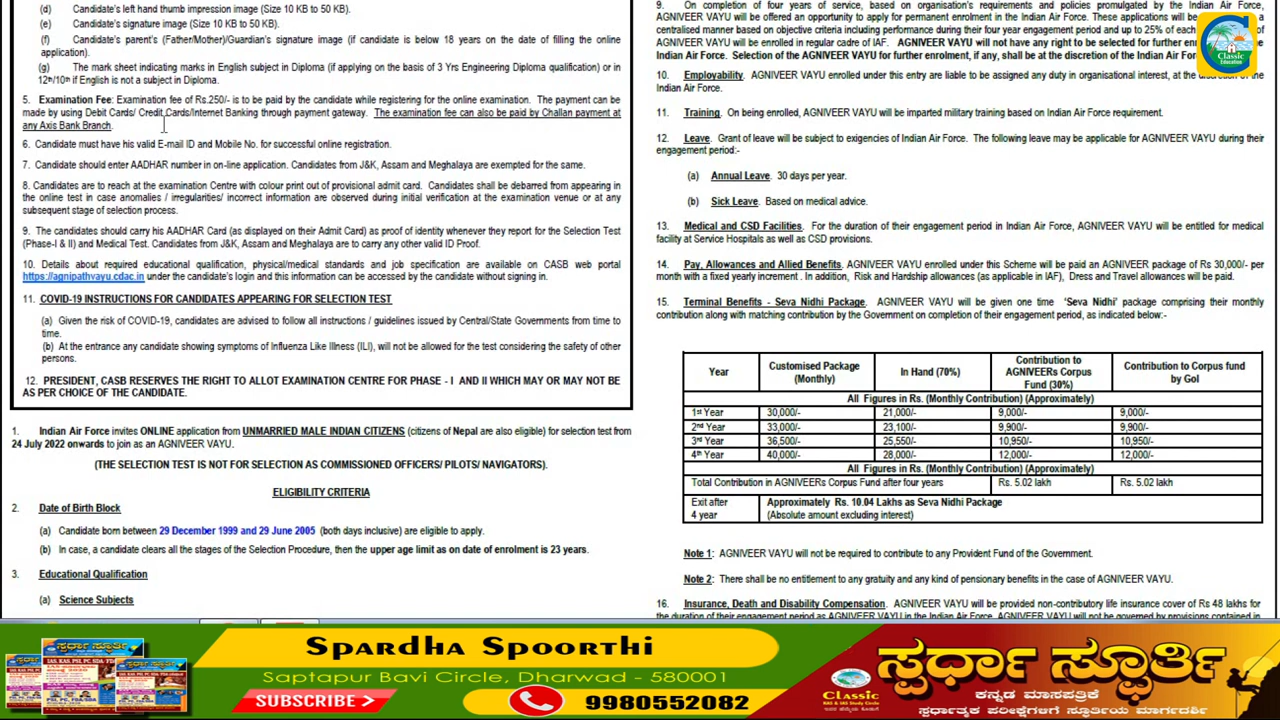 (d) Candidate's left hand thumb impression image (Size 10 KB to 50 KB).
(e) Candidate's signature image (Size 10 KB to 50 KB).
(f) Candidate's parent's (Father/Mother)/Guardian's signature image (if candidate is below 18 years on the date of filling the online
application).
(g) The mark sheet indicating marks in English subject in Diploma (if applying on the basis of 3 Yrs Engineering Diploma qualification) or in
12th/10th if English is not a subject in Diploma.
5. Examination Fee: Examination fee of Rs.250/- is to be paid by the candidate while registering for the online examination. The payment can be
made by using Debit Cards/ Credit Cards/Internet Banking through payment gateway. The examination fee can also be paid by Challan payment at
any Axis Bank Branch.
6. Candidate must have his valid E-mail ID and Mobile No. for successful online registration.
7. Candidate should enter AADHAR number in on-line application. Candidates from J&K, Assam and Meghalaya are exempted for the same.
8. Candidates are to reach at the examination Centre with colour print out of provisional admit card. Candidates shall be debarred from appearing in
the online test in case anomalies / irregularities/ incorrect information are observed during initial verification at the examination venue or at any
subsequent stage of selection process.
9. The candidates should carry his AADHAR Card (as displayed on their Admit Card) as proof of identity whenever they report for the Selection Test
(Phase-I & II) and Medical Test. Candidates from J&K, Assam and Meghalaya are to carry any other valid ID Proof.
10. Details about required educational qualification, physical/medical standards and job specification are available on CASB web portal
https://agnipathvayu.cdac.in under the candidate's login and this information can be accessed by the candidate without signing in.
11. COVID-19 INSTRUCTIONS FOR CANDIDATES APPEARING FOR SELECTION TEST
(a) Given the risk of COVID-19, candidates are advised to follow all instructions / guidelines issued by Central/State Governments from time to
time.
(b) At the entrance any candidate showing symptoms of Influenza Like Illness (ILI), will not be allowed for the test considering the safety of other
persons.
12. PRESIDENT, CASB RESERVES THE RIGHT TO ALLOT EXAMINATION CENTRE FOR PHASE - I AND II WHICH MAY OR MAY NOT BE
AS PER CHOICE OF THE CANDIDATE.
1. Indian Air Force invites ONLINE application from UNMARRIED MALE INDIAN CITIZENS (citizens of Nepal are also eligible) for selection test from
24 July 2022 onwards to join as an AGNIVEER VAYU.
(THE SELECTION TEST IS NOT FOR SELECTION AS COMMISSIONED OFFICERS/ PILOTS/ NAVIGATORS).
ELIGIBILITY CRITERIA
2. Date of Birth Block
(a) Candidate born between 29 December 1999 and 29 June 2005 (both days inclusive) are eligible to apply.
(b) In case, a candidate clears all the stages of the Selection Procedure, then the upper age limit as on date of enrolment is 23 years.
3. Educational Qualification
(a) Science Subjects
9. On completion of four years of service, based on organisation's requirements and policies promulgated by the Indian Air Force,
AGNIVEER VAYU will be offered an opportunity to apply for permanent enrolment in the Indian Air Force. These applications will be
centralised manner based on objective criteria including performance during their four year engagement period and up to 25% of each
AGNIVEER VAYU will be enrolled in regular cadre of IAF. AGNIVEER VAYU will not have any right to be selected for further enro
Indian Air Force. Selection of AGNIVEER VAYU for further enrolment, if any, shall be at the discretion of the Indian Air For
10. Employability. AGNIVEER VAYU enrolled under this entry are liable to be assigned any duty in organisational interest, at the discretion of the
Indian Air Force.
11. Training. On being enrolled, AGNIVEER VAYU will be imparted military training based on Indian Air Force requirement.
12. Leave. Grant of leave will be subject to exigencies of Indian Air Force. The following leave may be applicable for AGNIVEER VAYU during their
engagement period:-
(a) Annual Leave. 30 days per year.
(b) Sick Leave. Based on medical advice.
13. Medical and CSD Facilities. For the duration of their engagement period in Indian Air Force, AGNIVEER VAYU will be entitled for medical
facility at Service Hospitals as well as CSD provisions.
14. Pay, Allowances and Allied Benefits. AGNIVEER VAYU enrolled under this Scheme will be paid an AGNIVEER package of Rs 30,000/- per
month with a fixed yearly increment . In addition, Risk and Hardship allowances (as applicable in IAF), Dress and Travel allowances will be paid.
15. Terminal Benefits - Seva Nidhi Package. AGNIVEER VAYU will be given one time 'Seva Nidhi' package comprising their monthly
contribution along with matching contribution by the Government on completion of their engagement period, as indicated below:-
Year Customised Package (Monthly) In Hand (70%) Contribution to AGNIVEERs Corpus Fund (30%) Contribution to Corpus fund by GoI
All Figures in Rs. (Monthly Contribution) (Approximately)
1st Year 30,000/- 21,000/- 9,000/- 9,000/-
2nd Year 33,000/- 23,100/- 9,900/- 9,900/-
3rd Year 36,500/- 25,550/- 10,950/- 10,950/-
4th Year 40,000/- 28,000/- 12,000/- 12,000/-
All Figures in Rs. (Monthly Contribution) (Approximately)
Total Contribution in AGNIVEERs Corpus Fund after four years Rs. 5.02 lakh Rs. 5.02 lakh
Exit after 4 year Approximately Rs. 10.04 Lakhs as Seva Nidhi Package
(Absolute amount excluding interest)
Note 1: AGNIVEER VAYU will not be required to contribute to any Provident Fund of the Government.
Note 2: There shall be no entitlement to any gratuity and any kind of pensionary benefits in the case of AGNIVEER VAYU.
16. Insurance, Death and Disability Compensation. AGNIVEER VAYU will be provided non-contributory life insurance cover of Rs 48 lakhs for
the duration of their engagement period as AGNIVEER VAYU in the Indian Air Force. AGNIVEER VAYU will not be governed by provisions contained in
Classic
Education
Spardha Spoorthi
Saptapur Bavi Circle, Dharwad - 580001
SUBSCRIBE
9980552082
Classic
IAS & KAS Study Circle
ಸ್ಪರ್ಧಾ ಸ್ಫೂರ್ತಿ
ಕನ್ನಡ ಮಾಸಪತ್ರಿಕೆ
ಸ್ಪರ್ಧಾತ್ಮಕ ಪರೀಕ್ಷೆಗಳಿಗೆ ಸ್ಫೂರ್ತಿಯ ಮಾರ್ಗದರ್ಶಿ